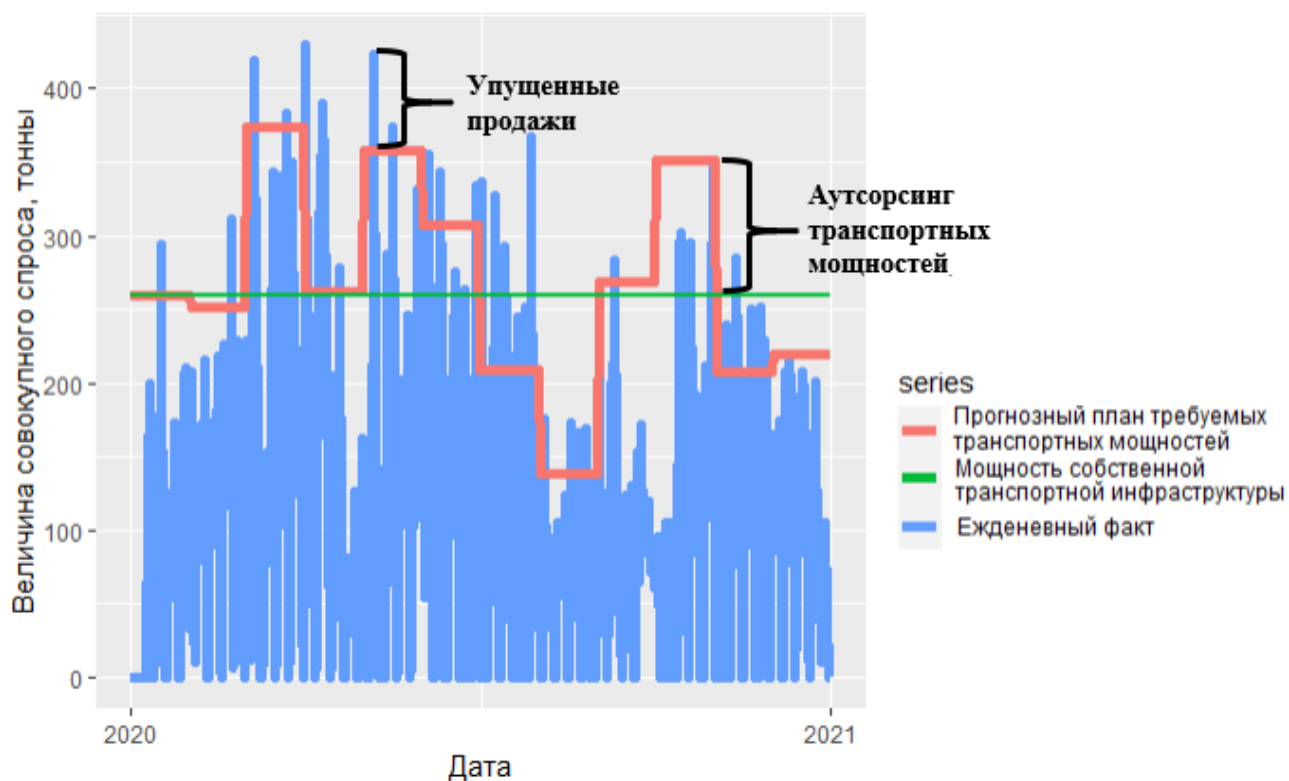 Величина совокупного спроса, тонны
400
300
200
100
0
Упущенные
продажи
Аутсорсинг
транспортных
мощностей
series
Прогнозный план требуемых
транспортных мощностей
Мощность собственной
транспортной инфраструктуры
Ежденевный факт
2020
2021
Дата